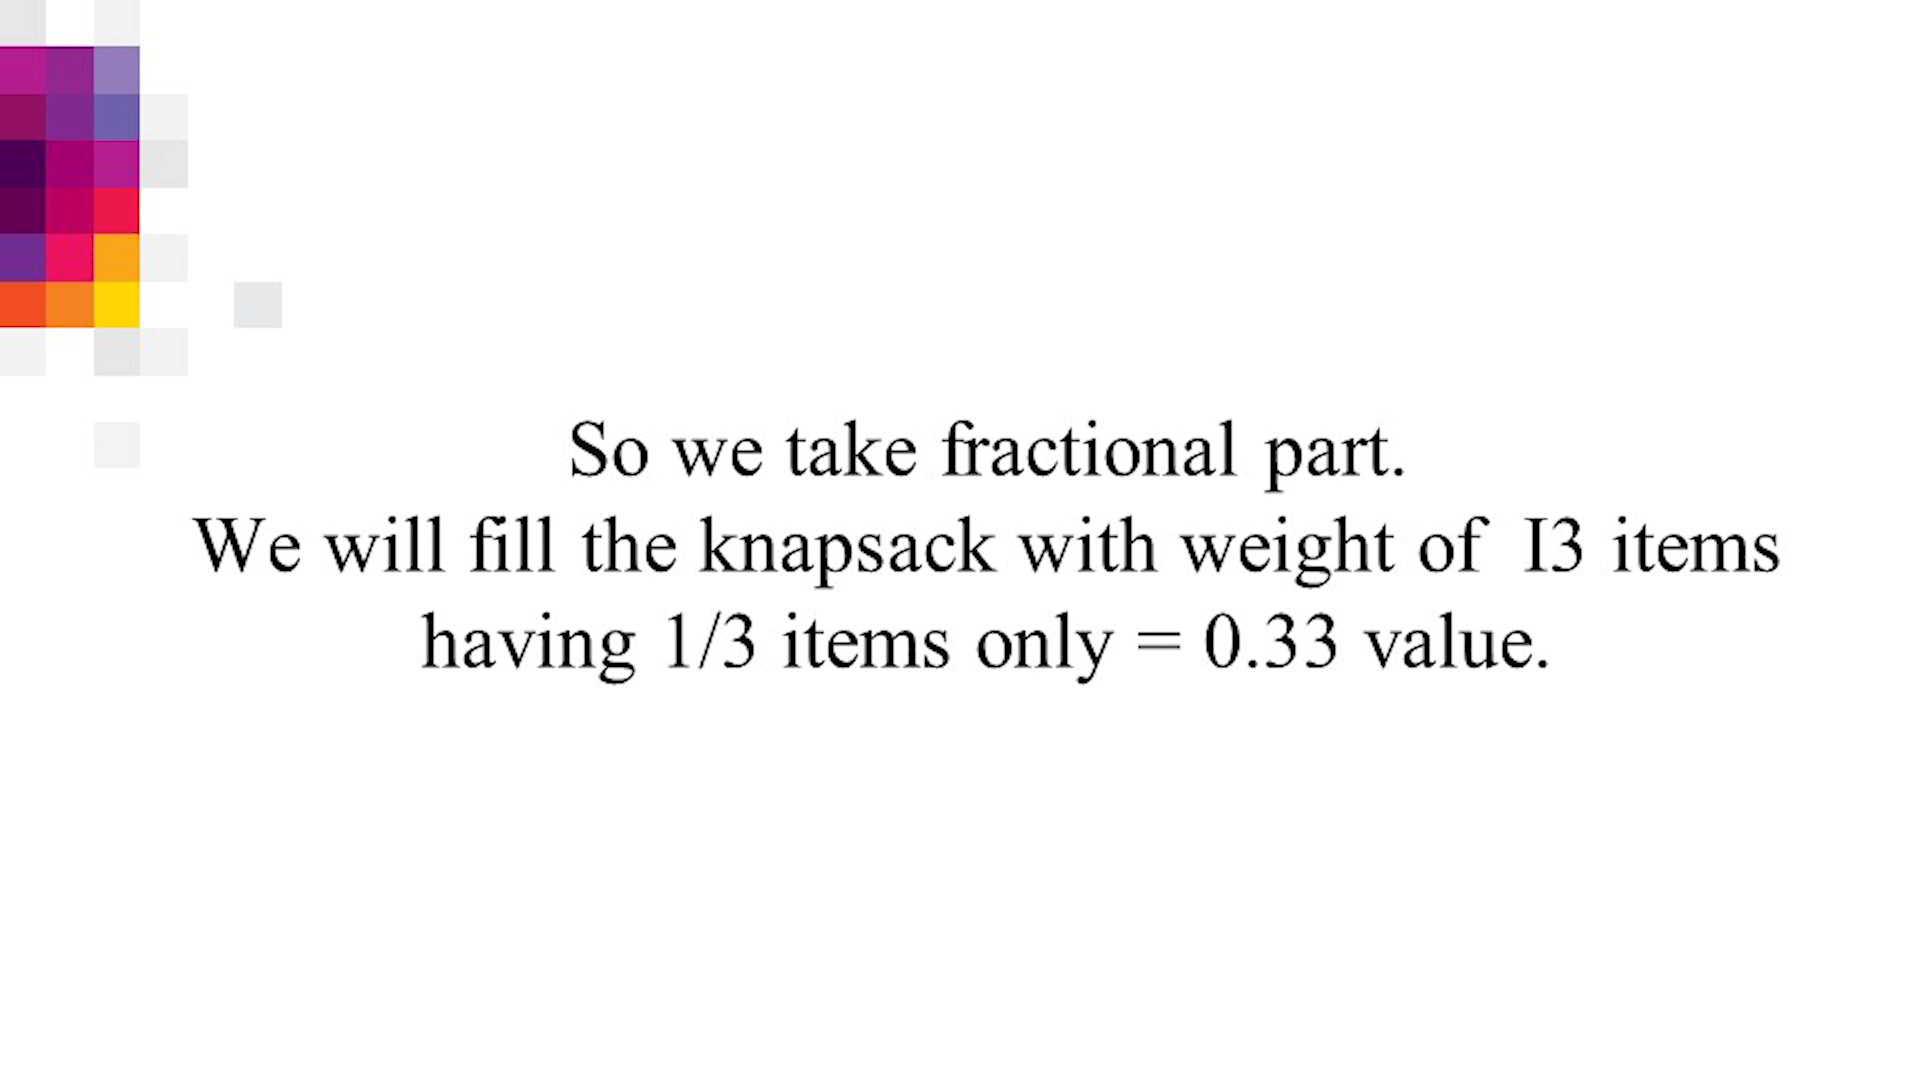 So we take fractional part.
We will fill the knapsack with weight of I3 items
having 1/3 items only = 0.33 value.